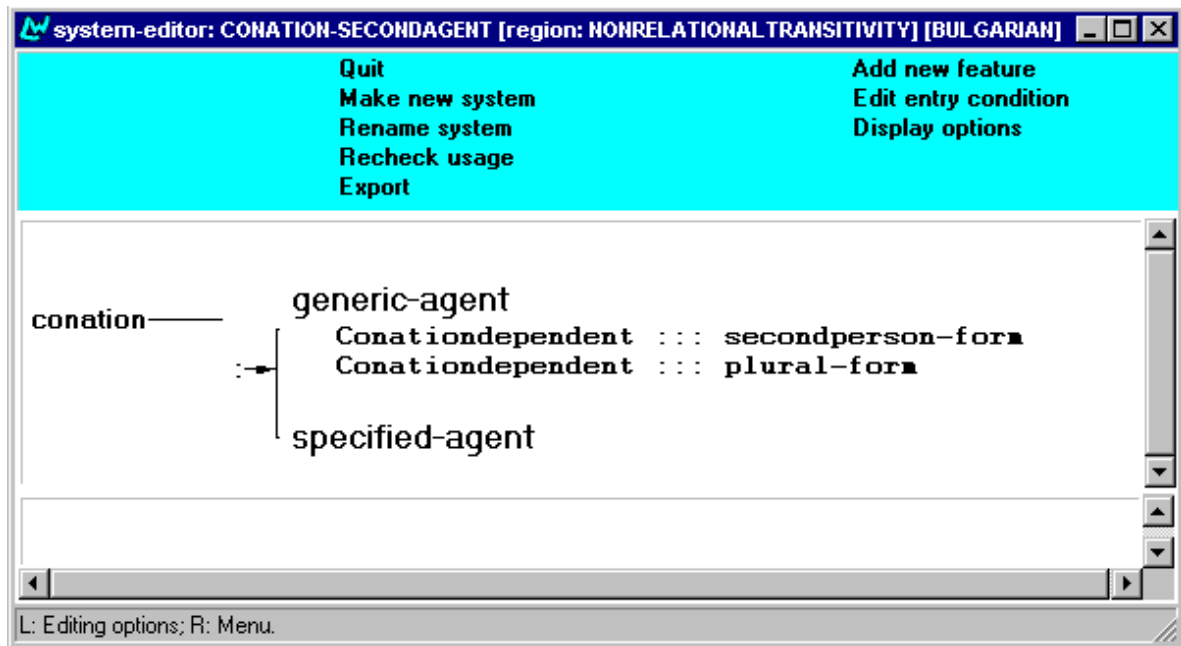 system-editor: CONATION-SECONDAGENT [region: NONRELATIONALTRANSITIVITY] [BULGARIAN]
Quit
Make new system
Rename system
Recheck usage
Export
Add new feature
Edit entry condition
Display options
conation
generic-agent
Conationdependent ::: secondperson-form
Conationdependent ::: plural-form
:
specified-agent
L: Editing options; R: Menu.